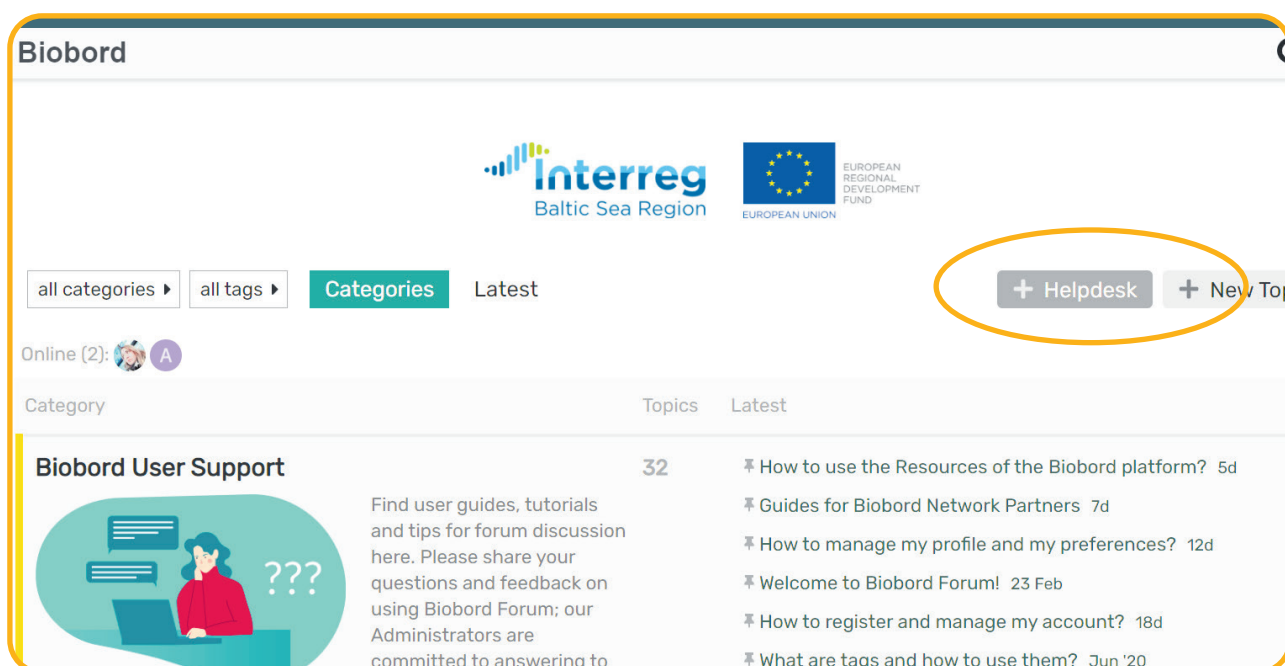 Biobord
Interreg
Baltic Sea Region
EUROPEAN UNION
EUROPEAN
REGIONAL
DEVELOPMENT
FUND
all categories
all tags
Categories
Latest
+ Helpdesk
+ New Top
Online (2):
A
Category
Topics
Latest
Biobord User Support
???
Find user guides, tutorials
and tips for forum discussion
here. Please share your
questions and feedback on
using Biobord Forum; our
Administrators are
committed to answering to
32
How to use the Resources of the Biobord platform? 5d
Guides for Biobord Network Partners 7d
How to manage my profile and my preferences? 12d
Welcome to Biobord Forum! 23 Feb
How to register and manage my account? 18d
What are tags and how to use them? Jun '20